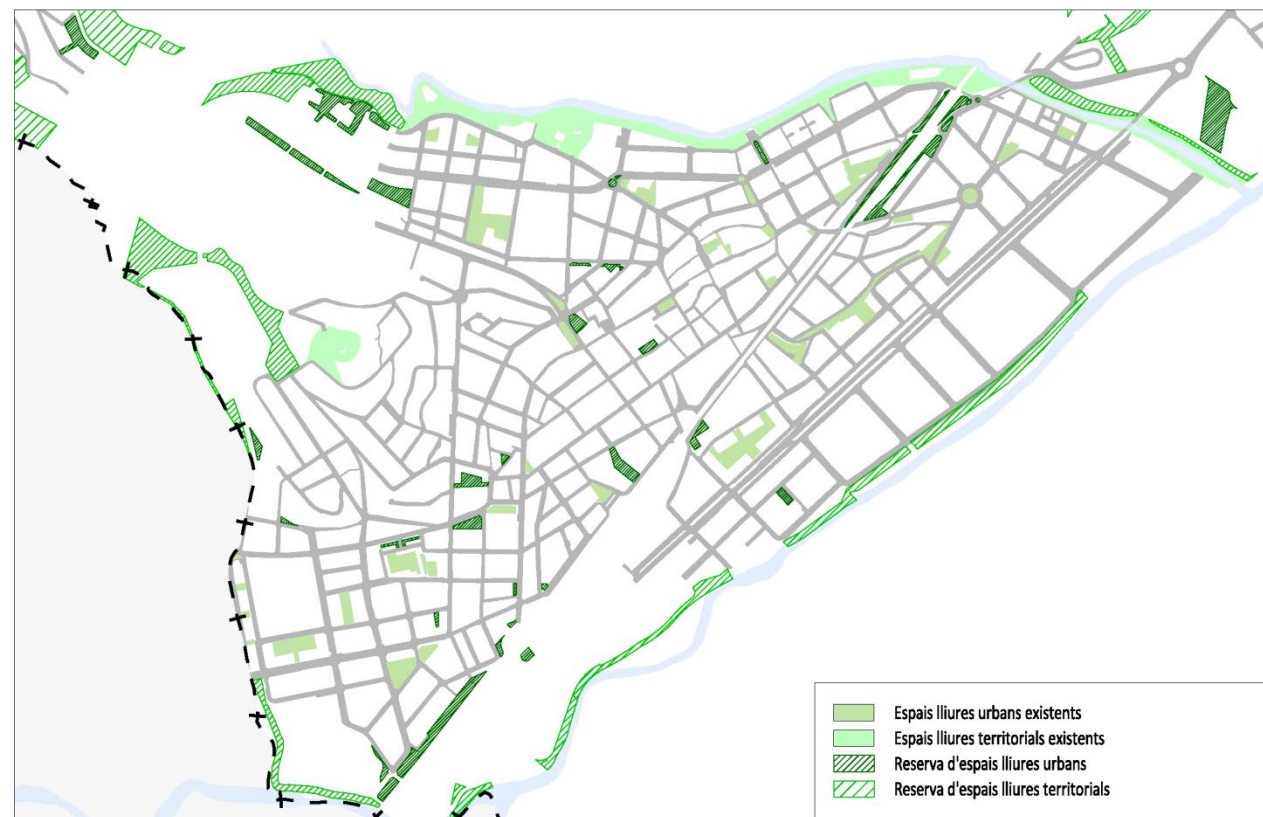 Espais lliures urbans existents
Espais lliures territorials existents
Reserva d'espais lliures urbans
Reserva d'espais lliures territorials